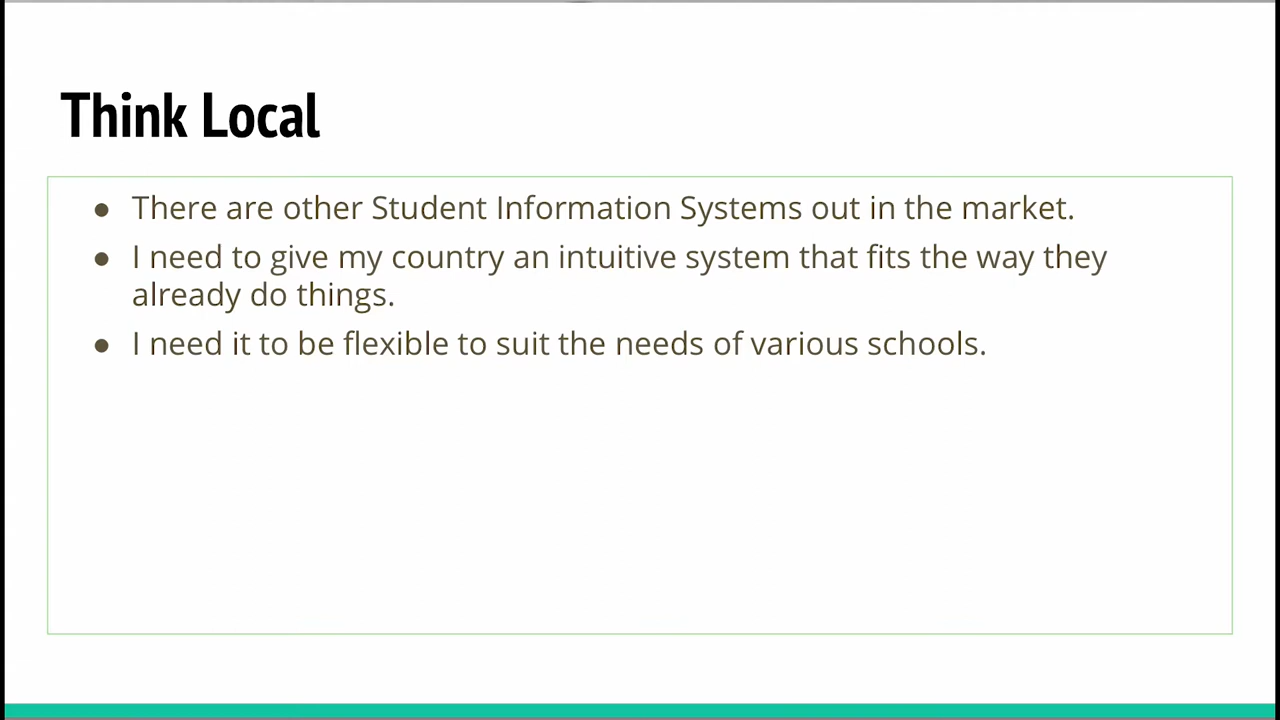 Think Local
● There are other Student Information Systems out in the market.
● I need to give my country an intuitive system that fits the way they
already do things.
● I need it to be flexible to suit the needs of various schools.